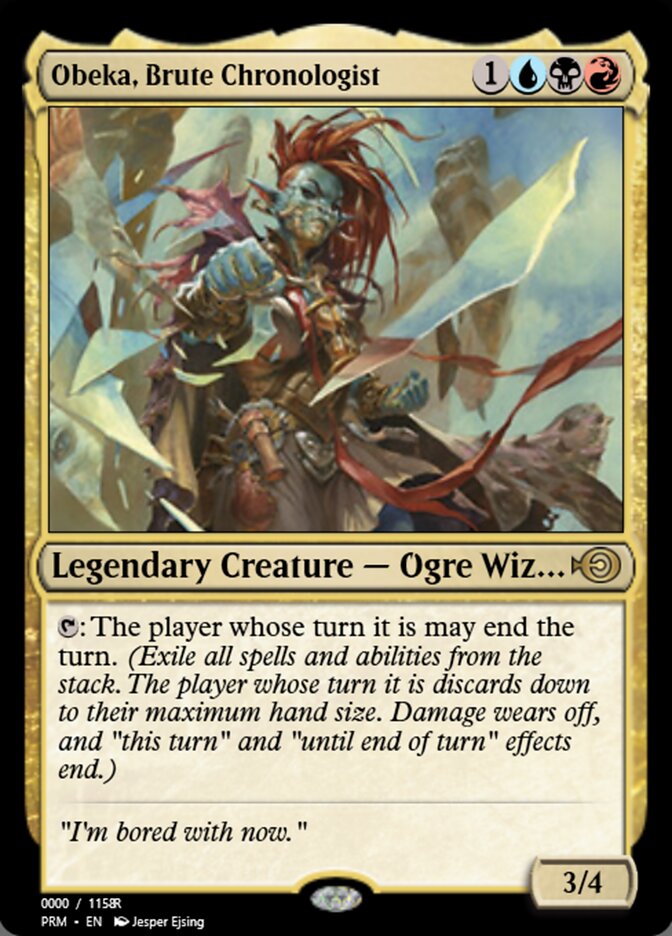 Obeka, Brute Chronologist 1
Legendary Creature — Ogre Wiz...
: The player whose turn it is may end the
turn. (Exile all spells and abilities from the
stack. The player whose turn it is discards down
to their maximum hand size. Damage wears off,
and "this turn" and "until end of turn" effects
end.)
"I'm bored with now."
3/4
0000 / 1158R
PRM • EN Jesper Ejsing